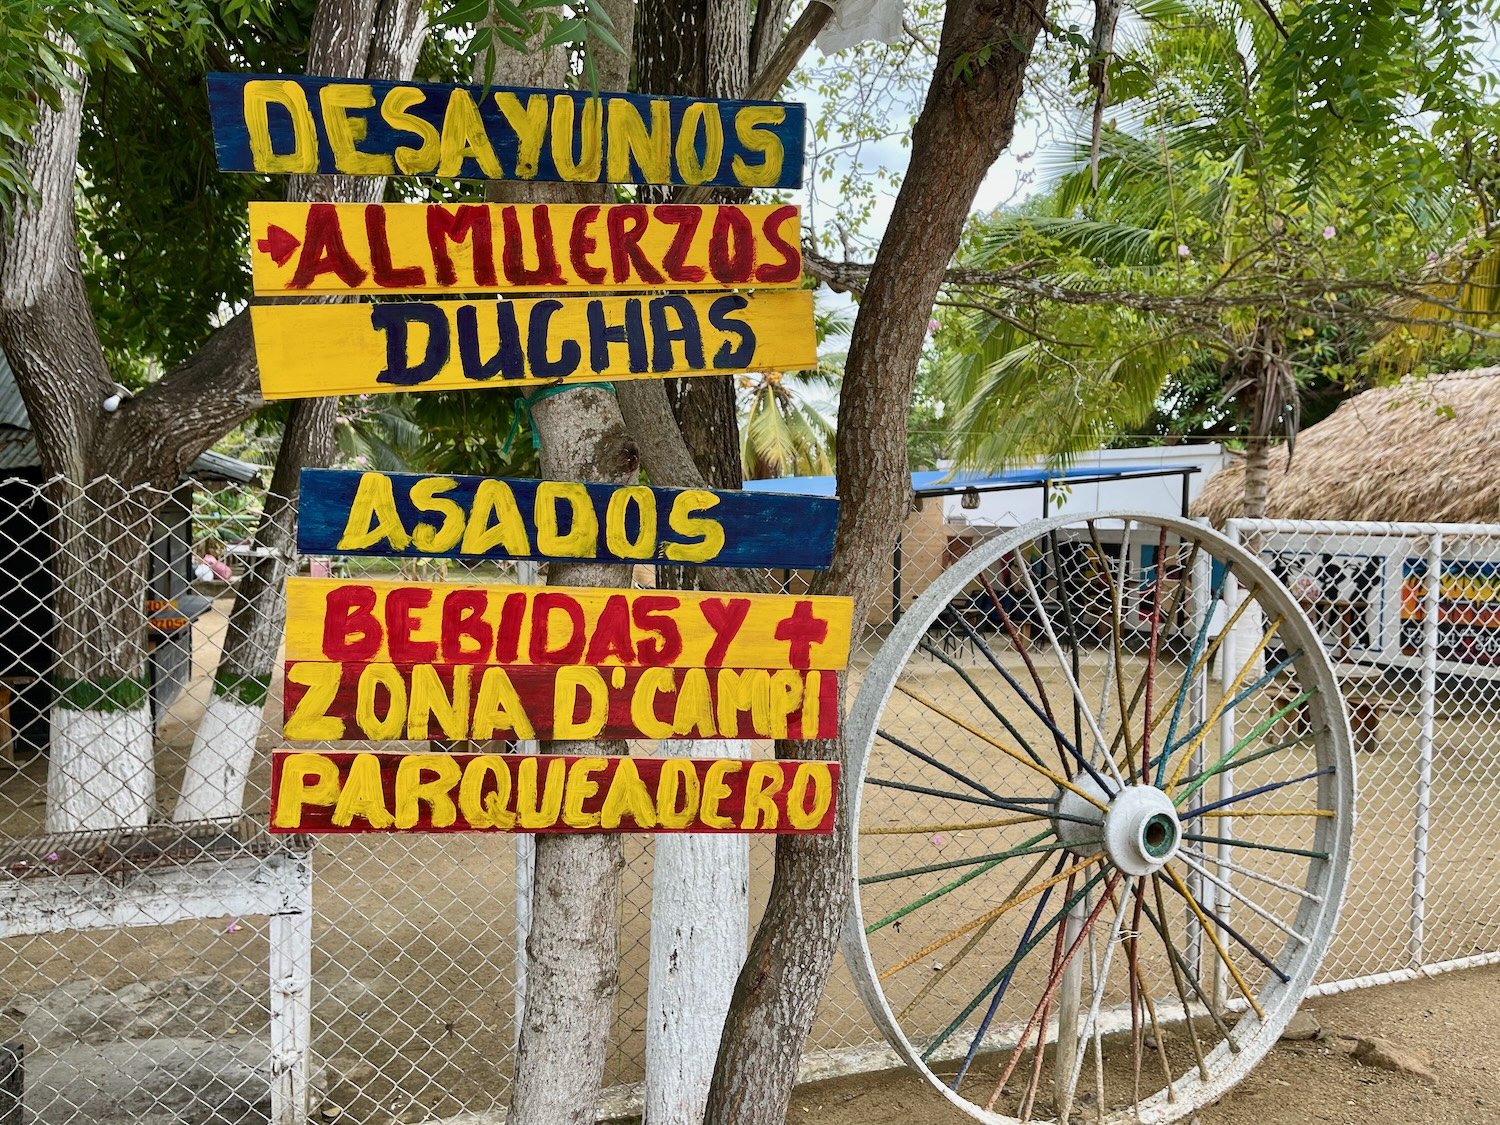 DESAYUNOS
ALMUERZOS
DUCHAS
ASADOS
BEBIDAS Y +
ZONA D'CAMPI
PARQUEADERO